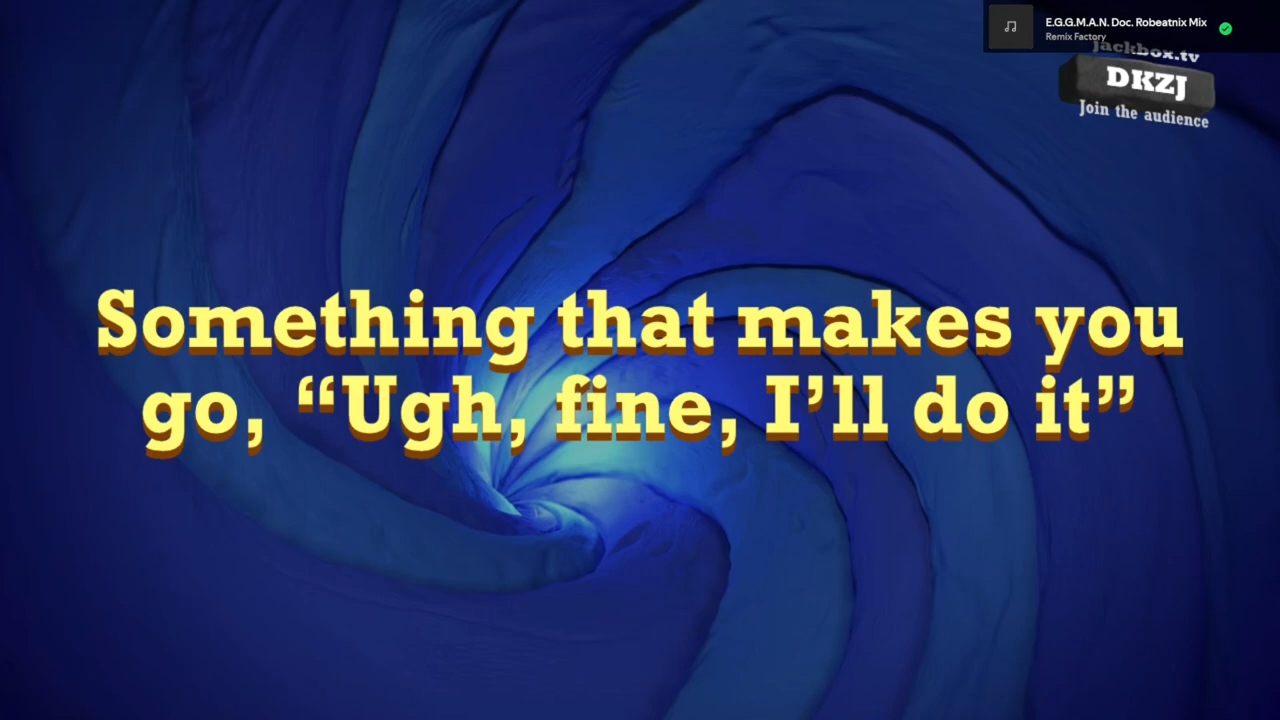 E.G.G.M.A.N. Doc. Robeatnix Mix
Remix Factory
jackbox.tv
DKZJ
Join the audience
Something that makes you
go, “Ugh, fine, I’ll do it”